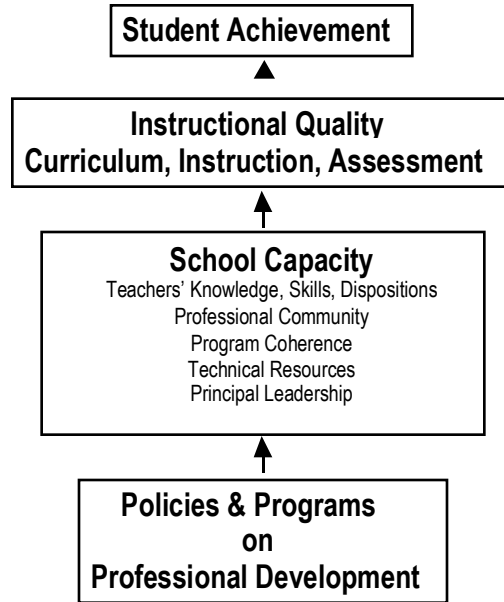 Student Achievement
Instructional Quality
Curriculum, Instruction, Assessment
School Capacity
Teachers’ Knowledge, Skills, Dispositions
Professional Community
Program Coherence
Technical Resources
Principal Leadership
Policies & Programs
on
Professional Development